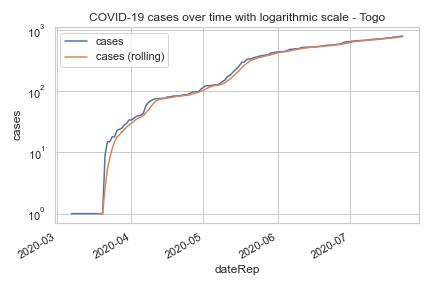 COVID-19 cases over time with logarithmic scale - Togo
cases
cases (rolling)
10³
10²
10¹
10⁰
cases
2020-03
2020-04
2020-05
2020-06
2020-07
dateRep